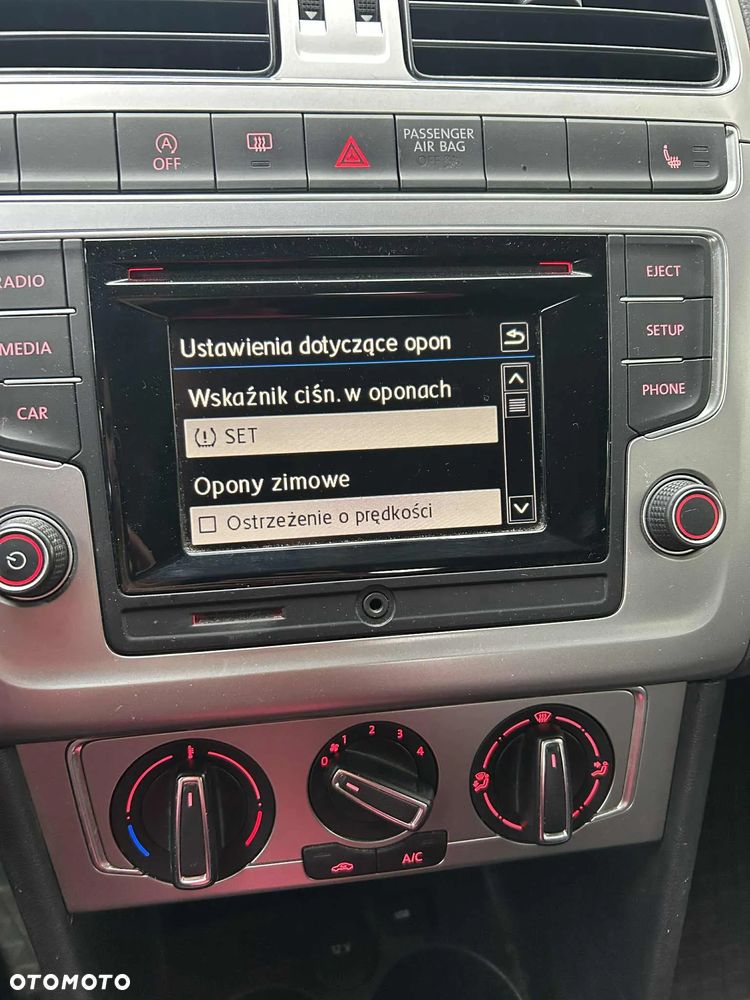 OFF
PASSENGER
AIR BAG
RADIO
MEDIA
CAR
EJECT
SETUP
PHONE
Ustawienia dotyczące opon
Wskaźnik ciśn. w oponach
SET
Opony zimowe
Ostrzeżenie o prędkości
0 1 2 3 4
A/C
12 V
OTOMOTO